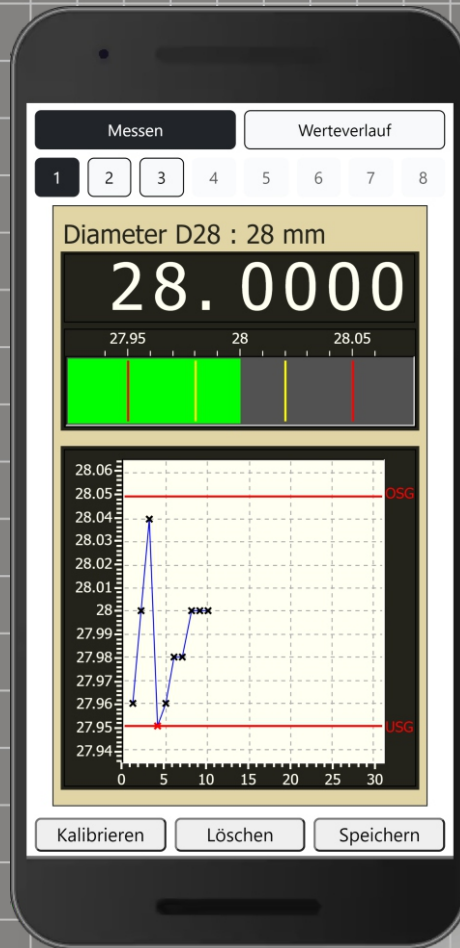 Messen Werteverlauf
1 2 3 4 5 6 7 8
Diameter D28 : 28 mm
28.0000
27.95 28 28.05
28.06
28.05 OSG
28.04
28.03
28.02
28.01
28
27.99
27.98
27.97
27.96
27.95 USG
27.94
0 5 10 15 20 25 30
Kalibrieren Löschen Speichern